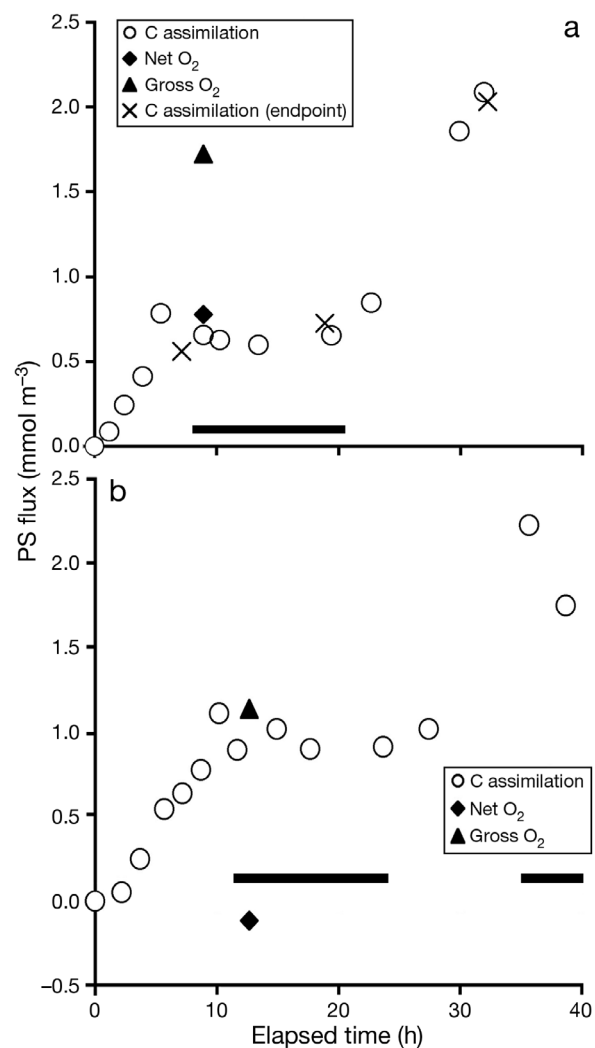 a
C assimilation
Net O₂
Gross O₂
C assimilation (endpoint)
2.5
2.0
1.5
1.0
0.5
0.0
PS flux (mmol m⁻³)
b
2.5
2.0
1.5
1.0
0.5
0.0
−0.5
C assimilation
Net O₂
Gross O₂
0 10 20 30 40
Elapsed time (h)